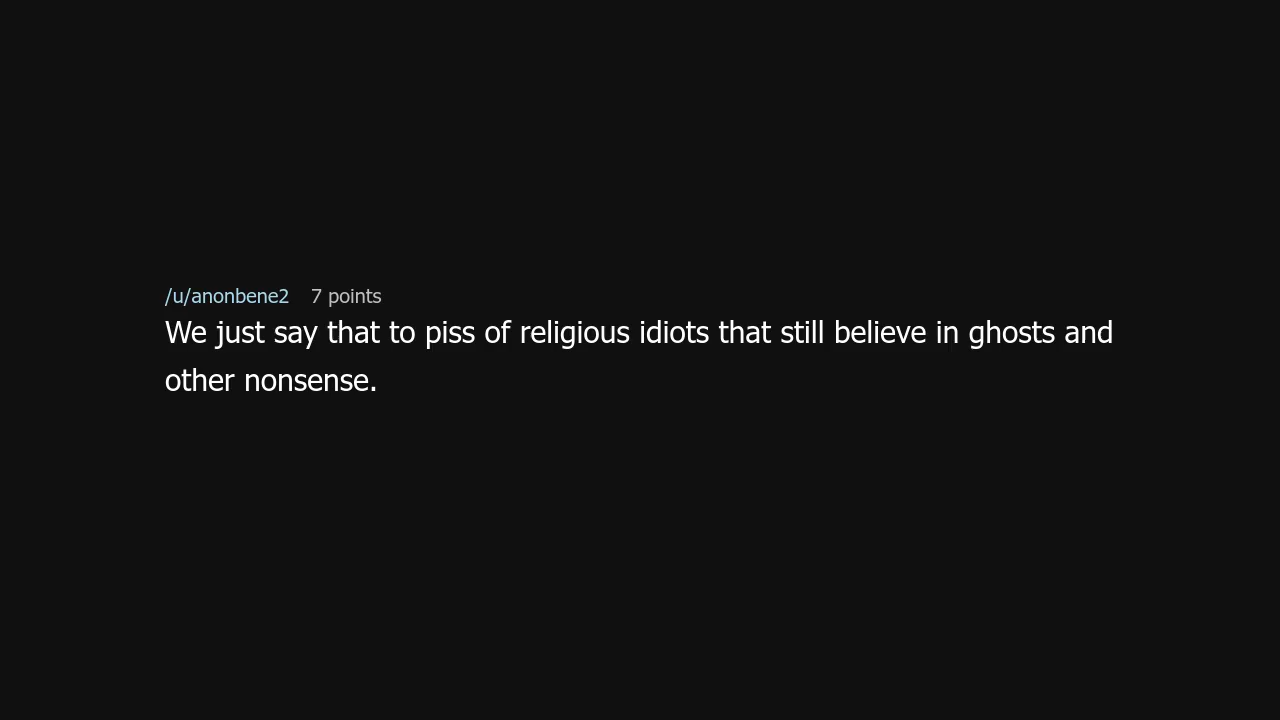 /u/anonbene2 7 points
We just say that to piss of religious idiots that still believe in ghosts and
other nonsense.